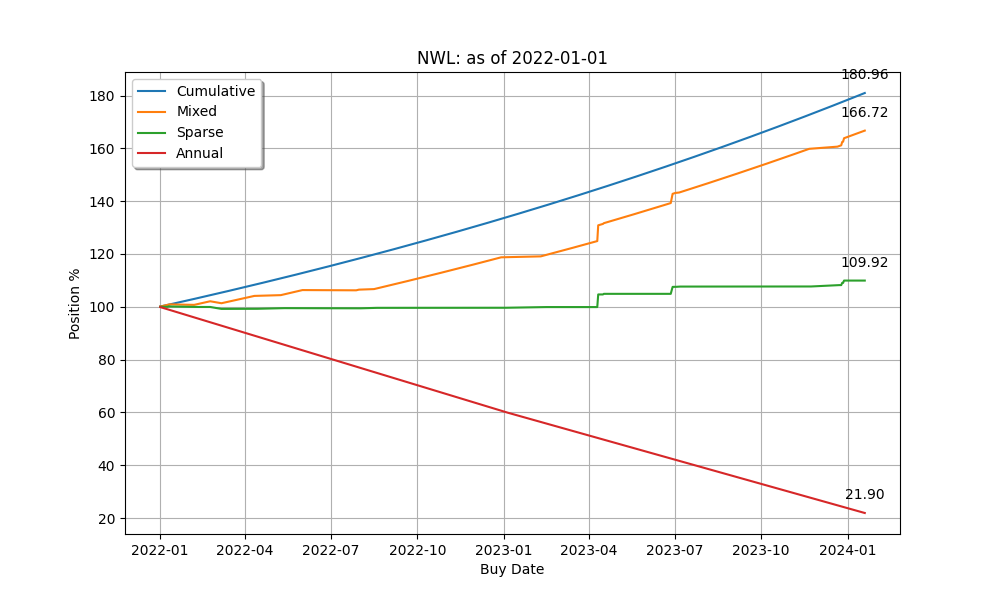 NWL: as of 2022-01-01
Cumulative
Mixed
Sparse
Annual
180.96
166.72
109.92
21.90
Position %
180
160
140
120
100
80
60
40
20
2022-01 2022-04 2022-07 2022-10 2023-01 2023-04 2023-07 2023-10 2024-01
Buy Date